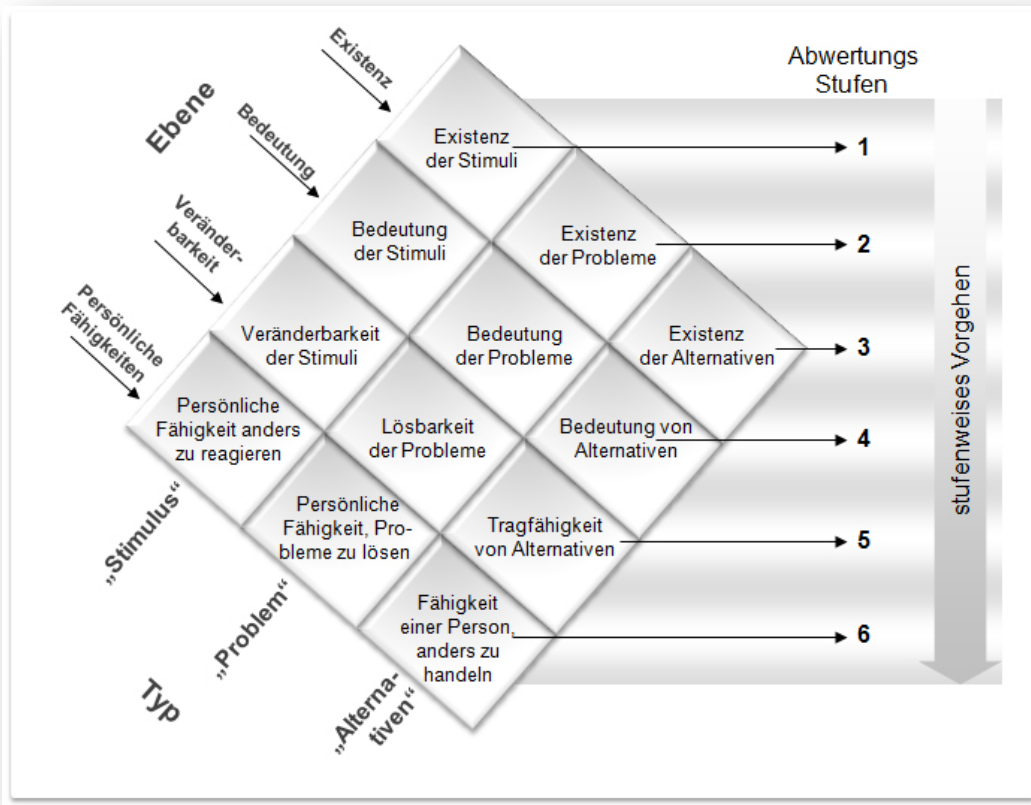 Abwertungs
Stufen
Ebene
Existenz
Bedeutung
Veränder-
barkeit
Persönliche
Fähigkeiten
Existenz
der Stimuli
1
Bedeutung
der Stimuli
Existenz
der Probleme
2
Veränderbarkeit
der Stimuli
Bedeutung
der Probleme
Existenz
der Alternativen
3
Persönliche
Fähigkeit anders
zu reagieren
Lösbarkeit
der Probleme
Bedeutung von
Alternativen
4
Persönliche
Fähigkeit, Pro-
bleme zu lösen
Tragfähigkeit
von Alternativen
5
Fähigkeit
einer Person,
anders zu
handeln
6
stufenweises Vorgehen
Typ
„Stimulus“
„Problem“
„Alterna-
tiven“